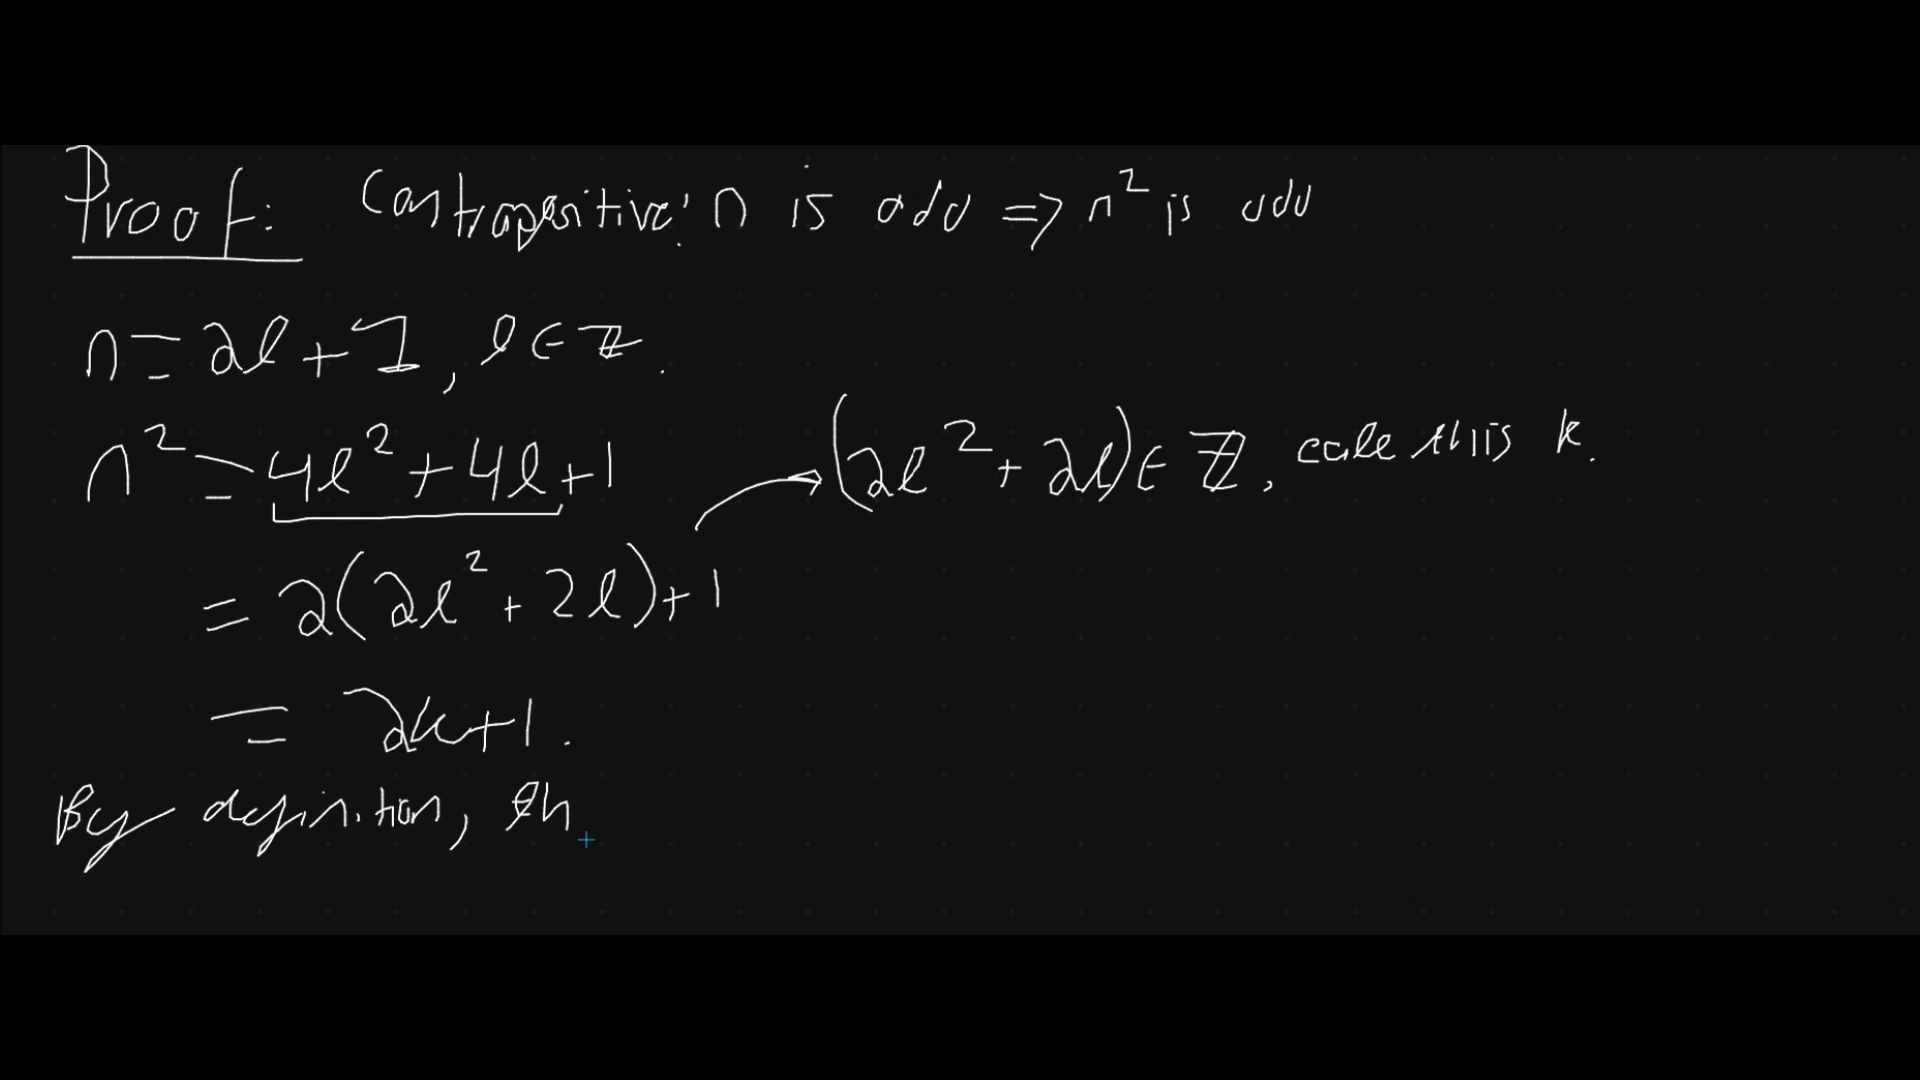 Proof: Contrapositive: n is odd => n² is odd
n = 2l + 1, l ∈ ℤ.
n² = 4l² + 4l + 1 → (2l² + 2l) ∈ ℤ, call this k.
= 2(2l² + 2l) + 1
= 2k+1.
By definition, th